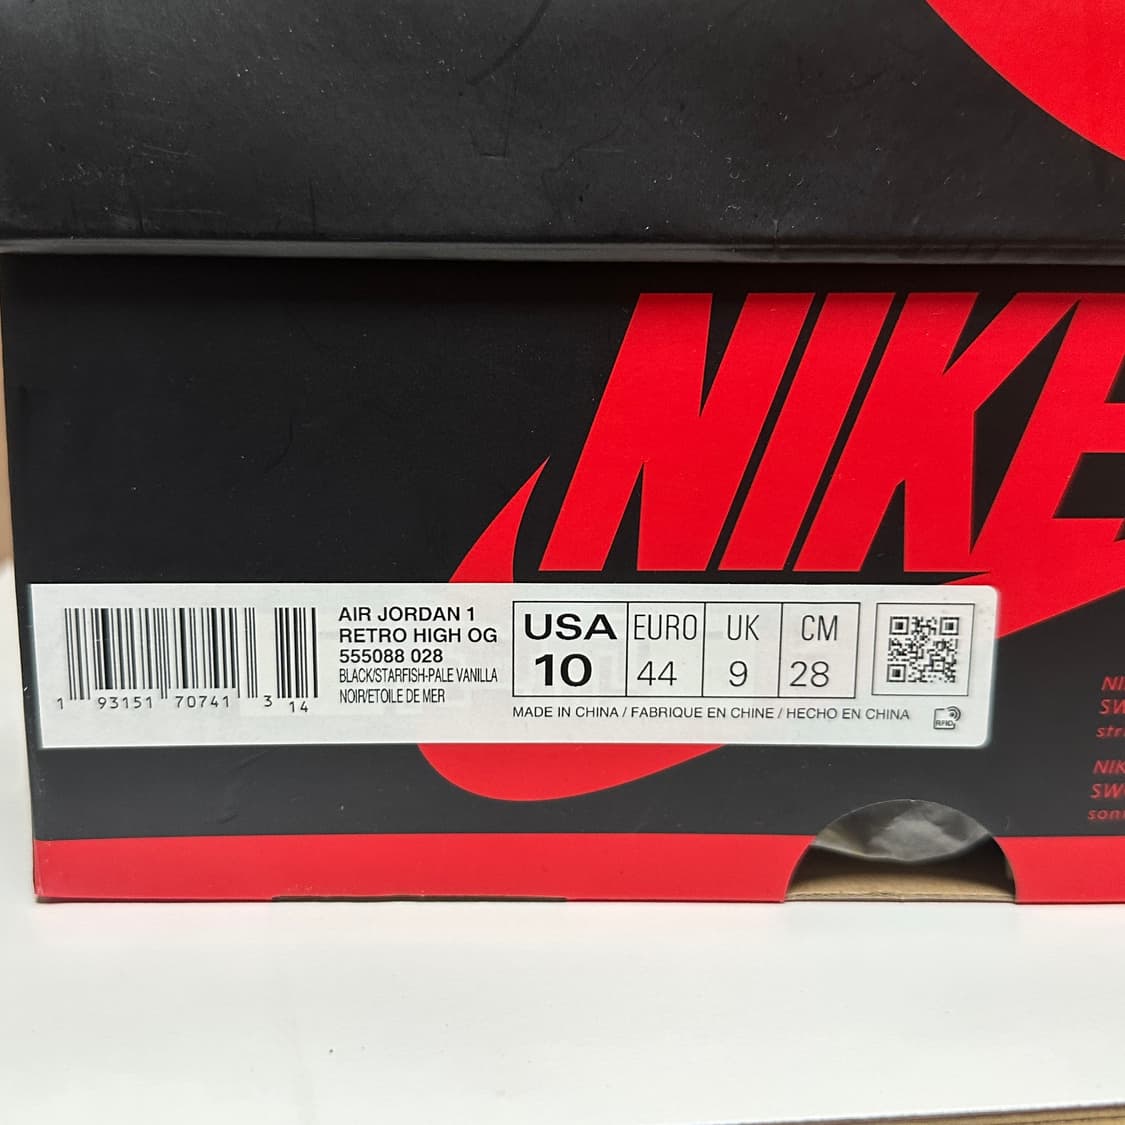 NIKE
AIR JORDAN 1
RETRO HIGH OG
555088 028
BLACK/STARFISH-PALE VANILLA
NOIR/ETOILE DE MER
1 93151 70741 3 14
USA EURO UK CM
10 44 9 28
MADE IN CHINA / FABRIQUE EN CHINE / HECHO EN CHINA
RFID